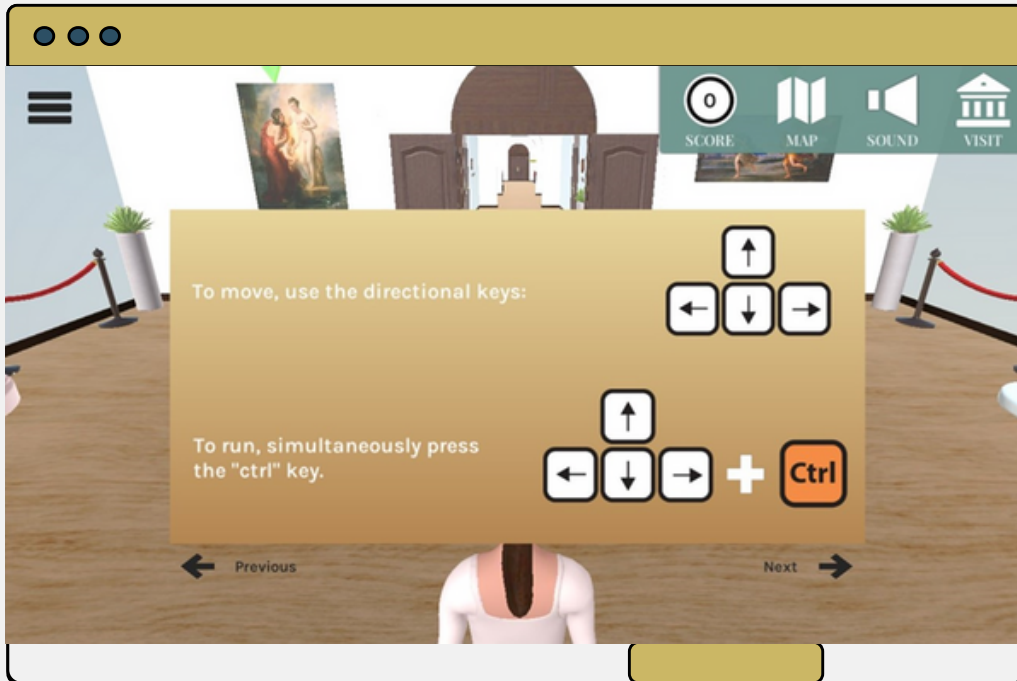 0
SCORE MAP SOUND VISIT
To move, use the directional keys:
To run, simultaneously press
the "ctrl" key.
Ctrl
Previous
Next